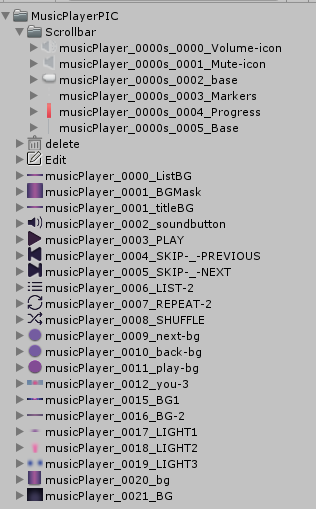 MusicPlayerPIC
Scrollbar
musicPlayer_0000s_0000_Volume-icon
musicPlayer_0000s_0001_Mute-icon
musicPlayer_0000s_0002_base
musicPlayer_0000s_0003_Markers
musicPlayer_0000s_0004_Progress
musicPlayer_0000s_0005_Base
delete
Edit
musicPlayer_0000_ListBG
musicPlayer_0001_BGMask
musicPlayer_0001_titleBG
musicPlayer_0002_soundbutton
musicPlayer_0003_PLAY
musicPlayer_0004_SKIP-_-PREVIOUS
musicPlayer_0005_SKIP-_-NEXT
musicPlayer_0006_LIST-2
musicPlayer_0007_REPEAT-2
musicPlayer_0008_SHUFFLE
musicPlayer_0009_next-bg
musicPlayer_0010_back-bg
musicPlayer_0011_play-bg
musicPlayer_0012_you-3
musicPlayer_0015_BG1
musicPlayer_0016_BG-2
musicPlayer_0017_LIGHT1
musicPlayer_0018_LIGHT2
musicPlayer_0019_LIGHT3
musicPlayer_0020_bg
musicPlayer_0021_BG